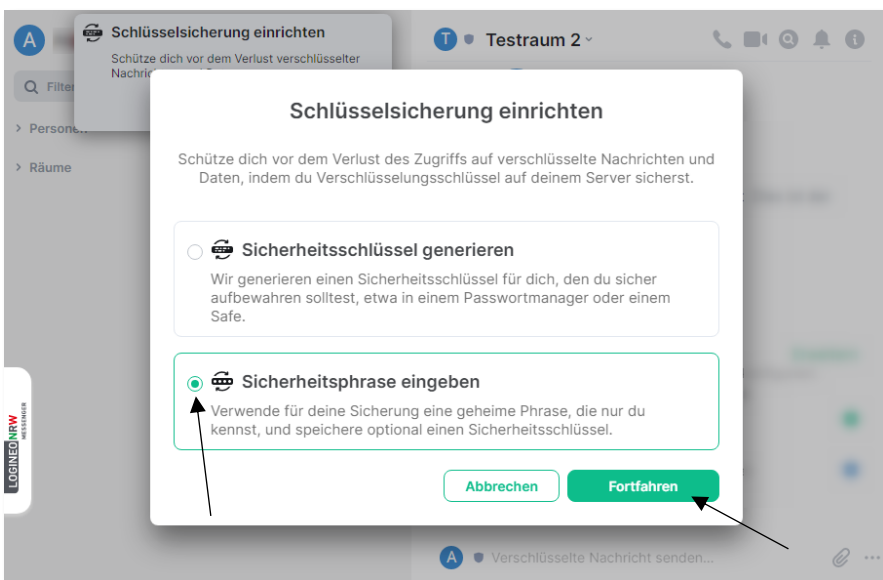 A
Schlüsselsicherung einrichten
Schütze dich vor dem Verlust verschlüsselter
T
Testraum 2
Filter
Personen
Räume
Schlüsselsicherung einrichten
Schütze dich vor dem Verlust des Zugriffs auf verschlüsselte Nachrichten und
Daten, indem du Verschlüsselungsschlüssel auf deinem Server sicherst.
Sicherheitsschlüssel generieren
Wir generieren einen Sicherheitsschlüssel für dich, den du sicher
aufbewahren solltest, etwa in einem Passwortmanager oder einem
Safe.
Sicherheitsphrase eingeben
Verwende für deine Sicherung eine geheime Phrase, die nur du
kennst, und speichere optional einen Sicherheitsschlüssel.
Abbrechen
Fortfahren
LOGINEO NRW
MESSENGER
A
Verschlüsselte Nachricht senden...